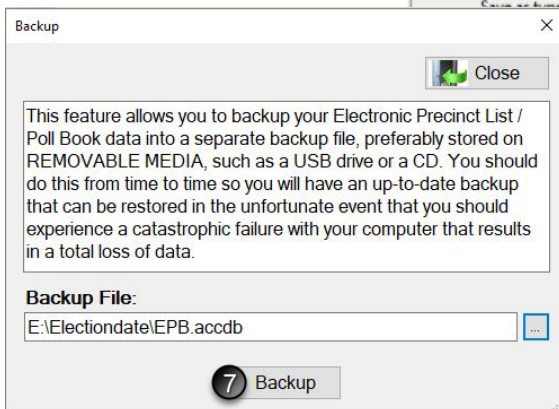 Save as type
Backup
Close
This feature allows you to backup your Electronic Precinct List /
Poll Book data into a separate backup file, preferably stored on
REMOVABLE MEDIA, such as a USB drive or a CD. You should
do this from time to time so you will have an up-to-date backup
that can be restored in the unfortunate event that you should
experience a catastrophic failure with your computer that results
in a total loss of data.
Backup File:
E:\Electiondate\EPB.accdb
...
7 Backup